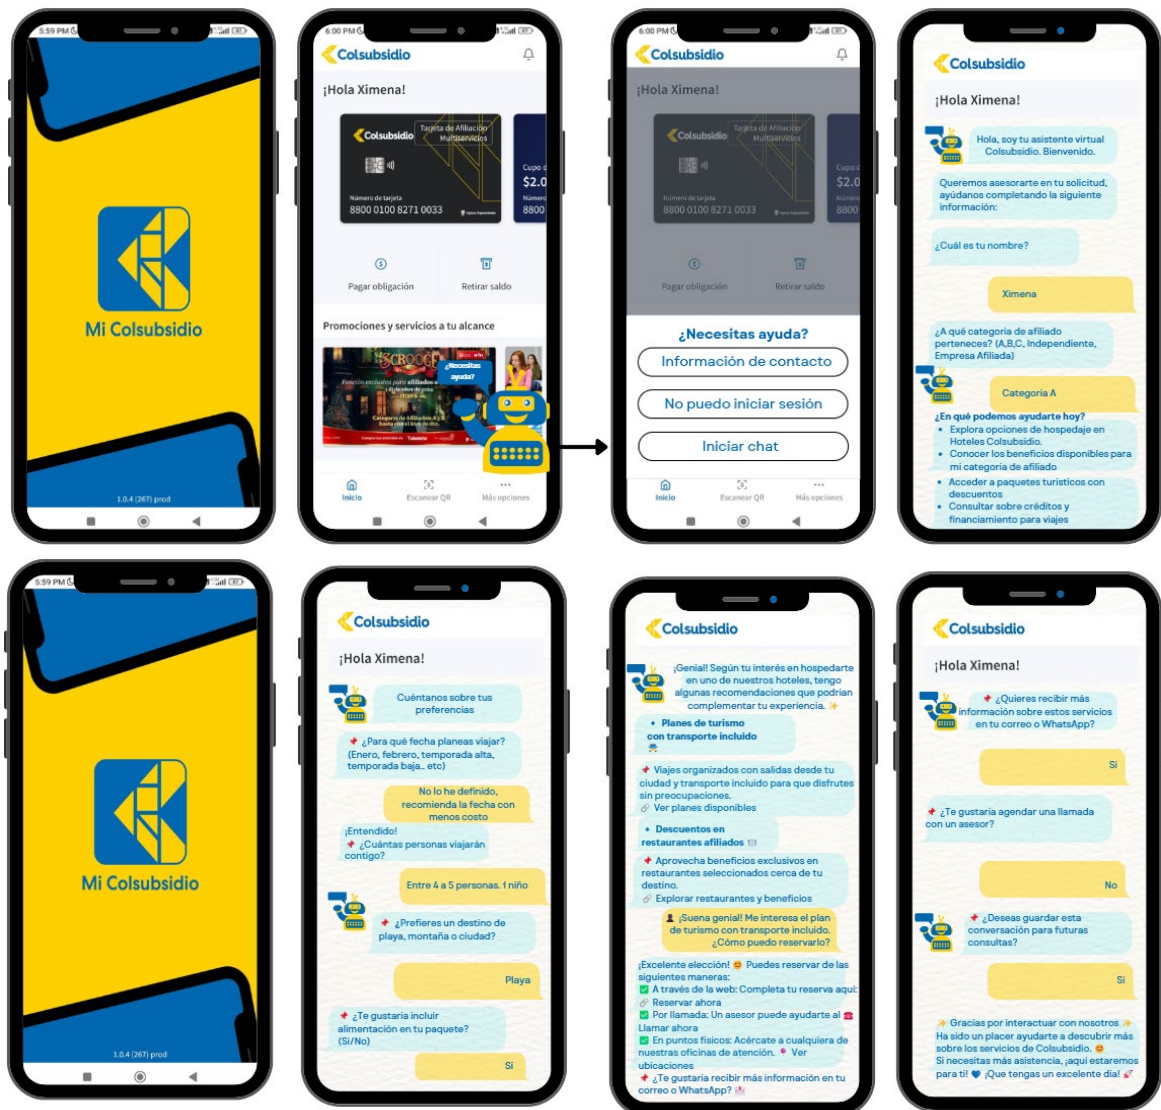 5:59 PM
Mi Colsubsidio
1.0.4 (267) prod
6:00 PM
Colsubsidio
¡Hola Ximena!
Colsubsidio
Tarjeta de Afiliación
Multiservicios
Número de tarjeta
8800 0100 8271 0033
Cupo d
$2.0
Número
8800
Pagar obligación
Retirar saldo
Promociones y servicios a tu alcance
SCROOGE
Función exclusiva para afiliados
¿Necesitas
ayuda?
Inicio
Escanear QR
Más opciones
6:00 PM
Colsubsidio
¡Hola Ximena!
Colsubsidio
Tarjeta de Afiliación
Multiservicios
Número de tarjeta
8800 0100 8271 0033
Cupo d
$2.0
Número
8800
Pagar obligación
Retirar saldo
¿Necesitas ayuda?
Información de contacto
No puedo iniciar sesión
Iniciar chat
Inicio
Escanear QR
Más opciones
Colsubsidio
¡Hola Ximena!
Hola, soy tu asistente virtual
Colsubsidio. Bienvenido.
Queremos asesorarte en tu solicitud,
ayúdanos completando la siguiente
información:
¿Cuál es tu nombre?
Ximena
¿A qué categoria de afiliado
perteneces? (A,B,C, Independiente,
Empresa Afiliada)
Categoría A
¿En qué podemos ayudarte hoy?
• Explora opciones de hospedaje en
Hoteles Colsubsidio.
• Conocer los beneficios disponibles para
mi categoria de afiliado
• Acceder a paquetes turísticos con
descuentos
• Consultar sobre créditos y
financiamiento para viajes
5:59 PM
Mi Colsubsidio
1.0.4 (267) prod
Colsubsidio
¡Hola Ximena!
Cuéntanos sobre tus
preferencias
📌 ¿Para qué fecha planeas viajar?
(Enero, febrero, temporada alta,
temporada baja.. etc)
No lo he definido,
recomienda la fecha con
menos costo
¡Entendido!
📌 ¿Cuántas personas viajarán
contigo?
Entre 4 a 5 personas. 1 niño
📌 ¿Prefieres un destino de
playa, montaña o ciudad?
Playa
📌 ¿Te gustaria incluir
alimentación en tu paquete?
(Si/No)
Si
Colsubsidio
¡Genial! Según tu interés en hospedarte
en uno de nuestros hoteles, tengo
algunas recomendaciones que podrían
complementar tu experiencia. ✨
🔹 Planes de turismo
con transporte incluido
📌 Viajes organizados con salidas desde tu
ciudad y transporte incluido para que disfrutes
sin preocupaciones.
🔗 Ver planes disponibles
🔹 Descuentos en
restaurantes afiliados 🍽️
📌 Aprovecha beneficios exclusivos en
restaurantes seleccionados cerca de tu
destino.
🔗 Explorar restaurantes y beneficios
👤 ¡Suena genial! Me interesa el plan
de turismo con transporte incluido.
¿Cómo puedo reservarlo?
¡Excelente elección! 😊 Puedes reservar de las
siguientes maneras:
✅ A través de la web: Completa tu reserva aquí:
🔗 Reservar ahora
✅ Por llamada: Un asesor puede ayudarte al ☎️
Llamar ahora
✅ En puntos físicos: Acércate a cualquiera de
nuestras oficinas de atención. 📍 Ver
ubicaciones
📌 ¿Te gustaria recibir más información en tu
correo o WhatsApp? 📩
Colsubsidio
¡Hola Ximena!
📌 ¿Quieres recibir más
información sobre estos servicios
en tu correo o WhatsApp?
Si
📌 ¿Te gustaria agendar una llamada
con un asesor?
No
📌 ¿Deseas guardar esta
conversación para futuras
consultas?
Sí
✨ Gracias por interactuar con nosotros ✨
Ha sido un placer ayudarte a descubrir más
sobre los servicios de Colsubsidio. 😊
Si necesitas más asistencia, ¡aqui estaremos
para ti! 💙 ¡Que tengas un excelente día! 🚀